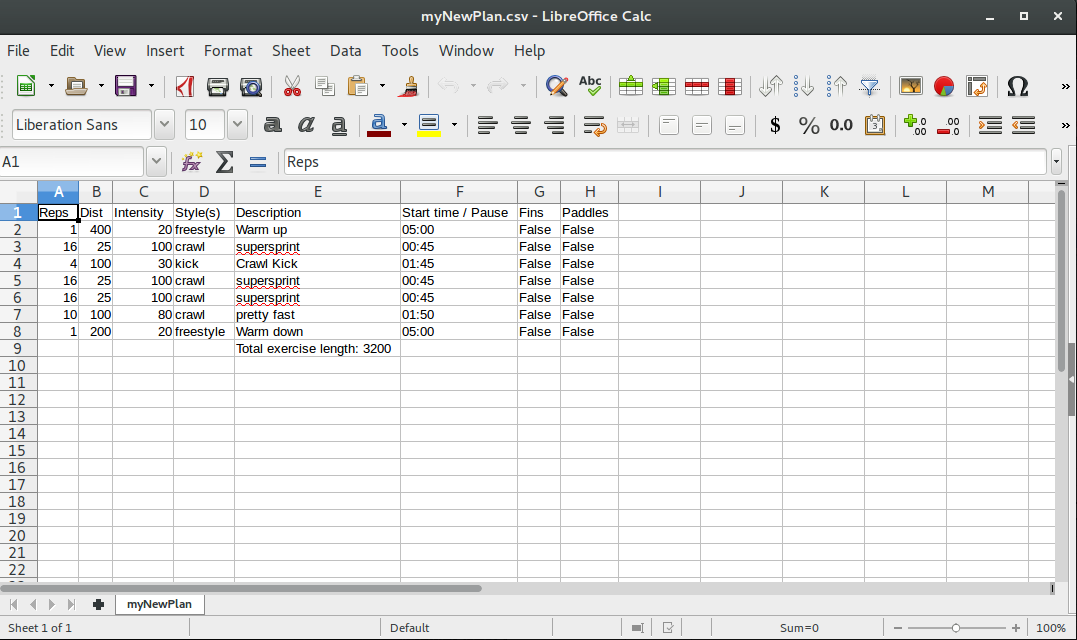 myNewPlan.csv - LibreOffice Calc
File Edit View Insert Format Sheet Data Tools Window Help
Abc
Liberation Sans 10 a a a a $ % 0.0
A1 Reps
A B C D E F G H I J K L M
1 Reps Dist Intensity Style(s) Description Start time / Pause Fins Paddles
2 1 400 20 freestyle Warm up 05:00 False False
3 16 25 100 crawl supersprint 00:45 False False
4 4 100 30 kick Crawl Kick 01:45 False False
5 16 25 100 crawl supersprint 00:45 False False
6 16 25 100 crawl supersprint 00:45 False False
7 10 100 80 crawl pretty fast 01:50 False False
8 1 200 20 freestyle Warm down 05:00 False False
9 Total exercise length: 3200
10
11
12
13
14
15
16
17
18
19
20
21
22
myNewPlan
Sheet 1 of 1 Default Sum=0 100%